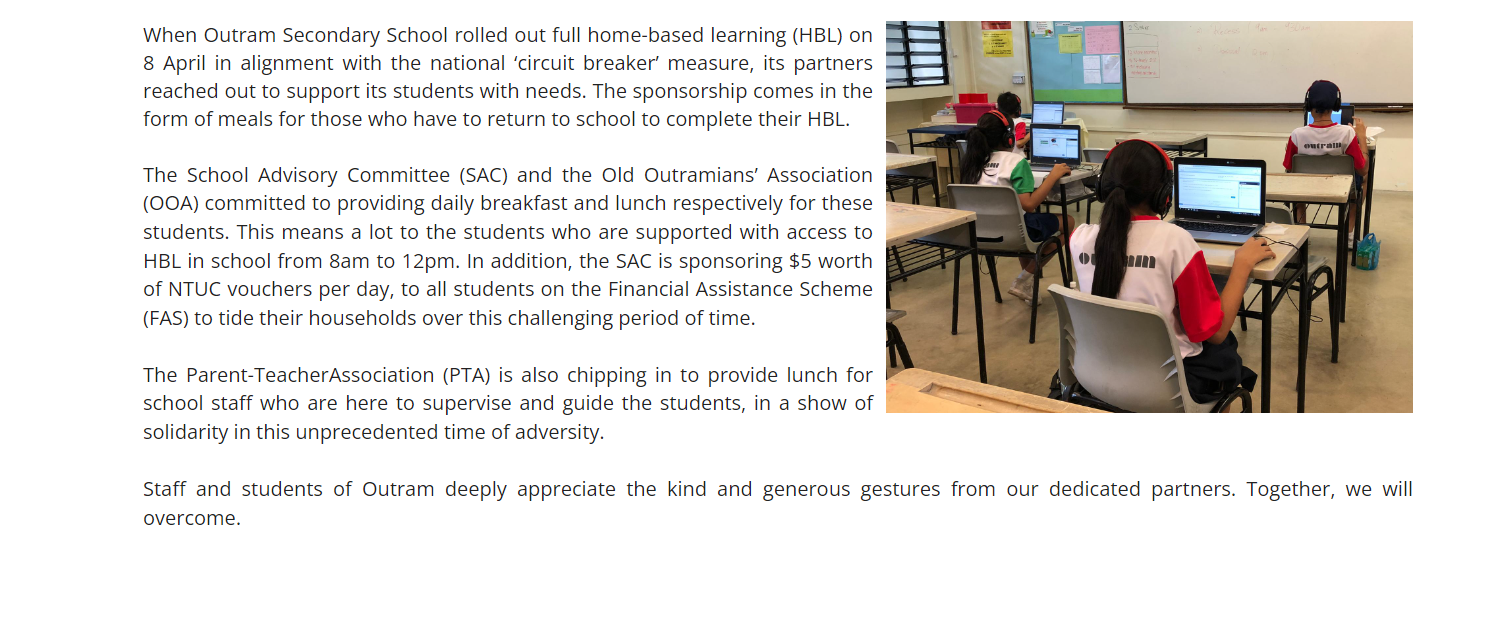 When Outram Secondary School rolled out full home-based learning (HBL) on
8 April in alignment with the national ‘circuit breaker’ measure, its partners
reached out to support its students with needs. The sponsorship comes in the
form of meals for those who have to return to school to complete their HBL.
The School Advisory Committee (SAC) and the Old Outramians’ Association
(OOA) committed to providing daily breakfast and lunch respectively for these
students. This means a lot to the students who are supported with access to
HBL in school from 8am to 12pm. In addition, the SAC is sponsoring $5 worth
of NTUC vouchers per day, to all students on the Financial Assistance Scheme
(FAS) to tide their households over this challenging period of time.
The Parent-TeacherAssociation (PTA) is also chipping in to provide lunch for
school staff who are here to supervise and guide the students, in a show of
solidarity in this unprecedented time of adversity.
Staff and students of Outram deeply appreciate the kind and generous gestures from our dedicated partners. Together, we will
overcome.
outram